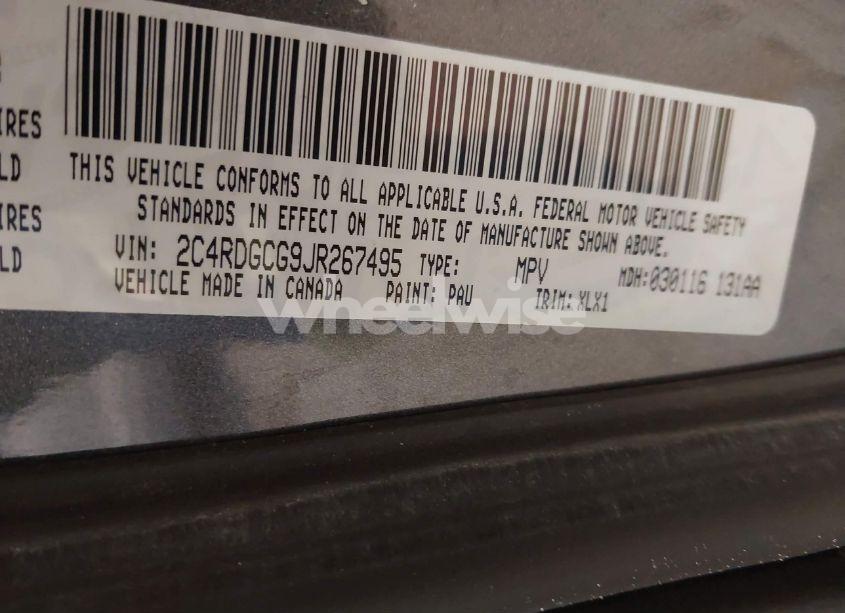 IRES
LD
IRES
LD
THIS VEHICLE CONFORMS TO ALL APPLICABLE U.S.A. FEDERAL MOTOR VEHICLE SAFETY
STANDARDS IN EFFECT ON THE DATE OF MANUFACTURE SHOWN ABOVE.
VIN: 2C4RDGCG9JR267495 TYPE: MPV MDH:030116 131AA
VEHICLE MADE IN CANADA PAINT: PAU TRIM: XLX1
wheelwise